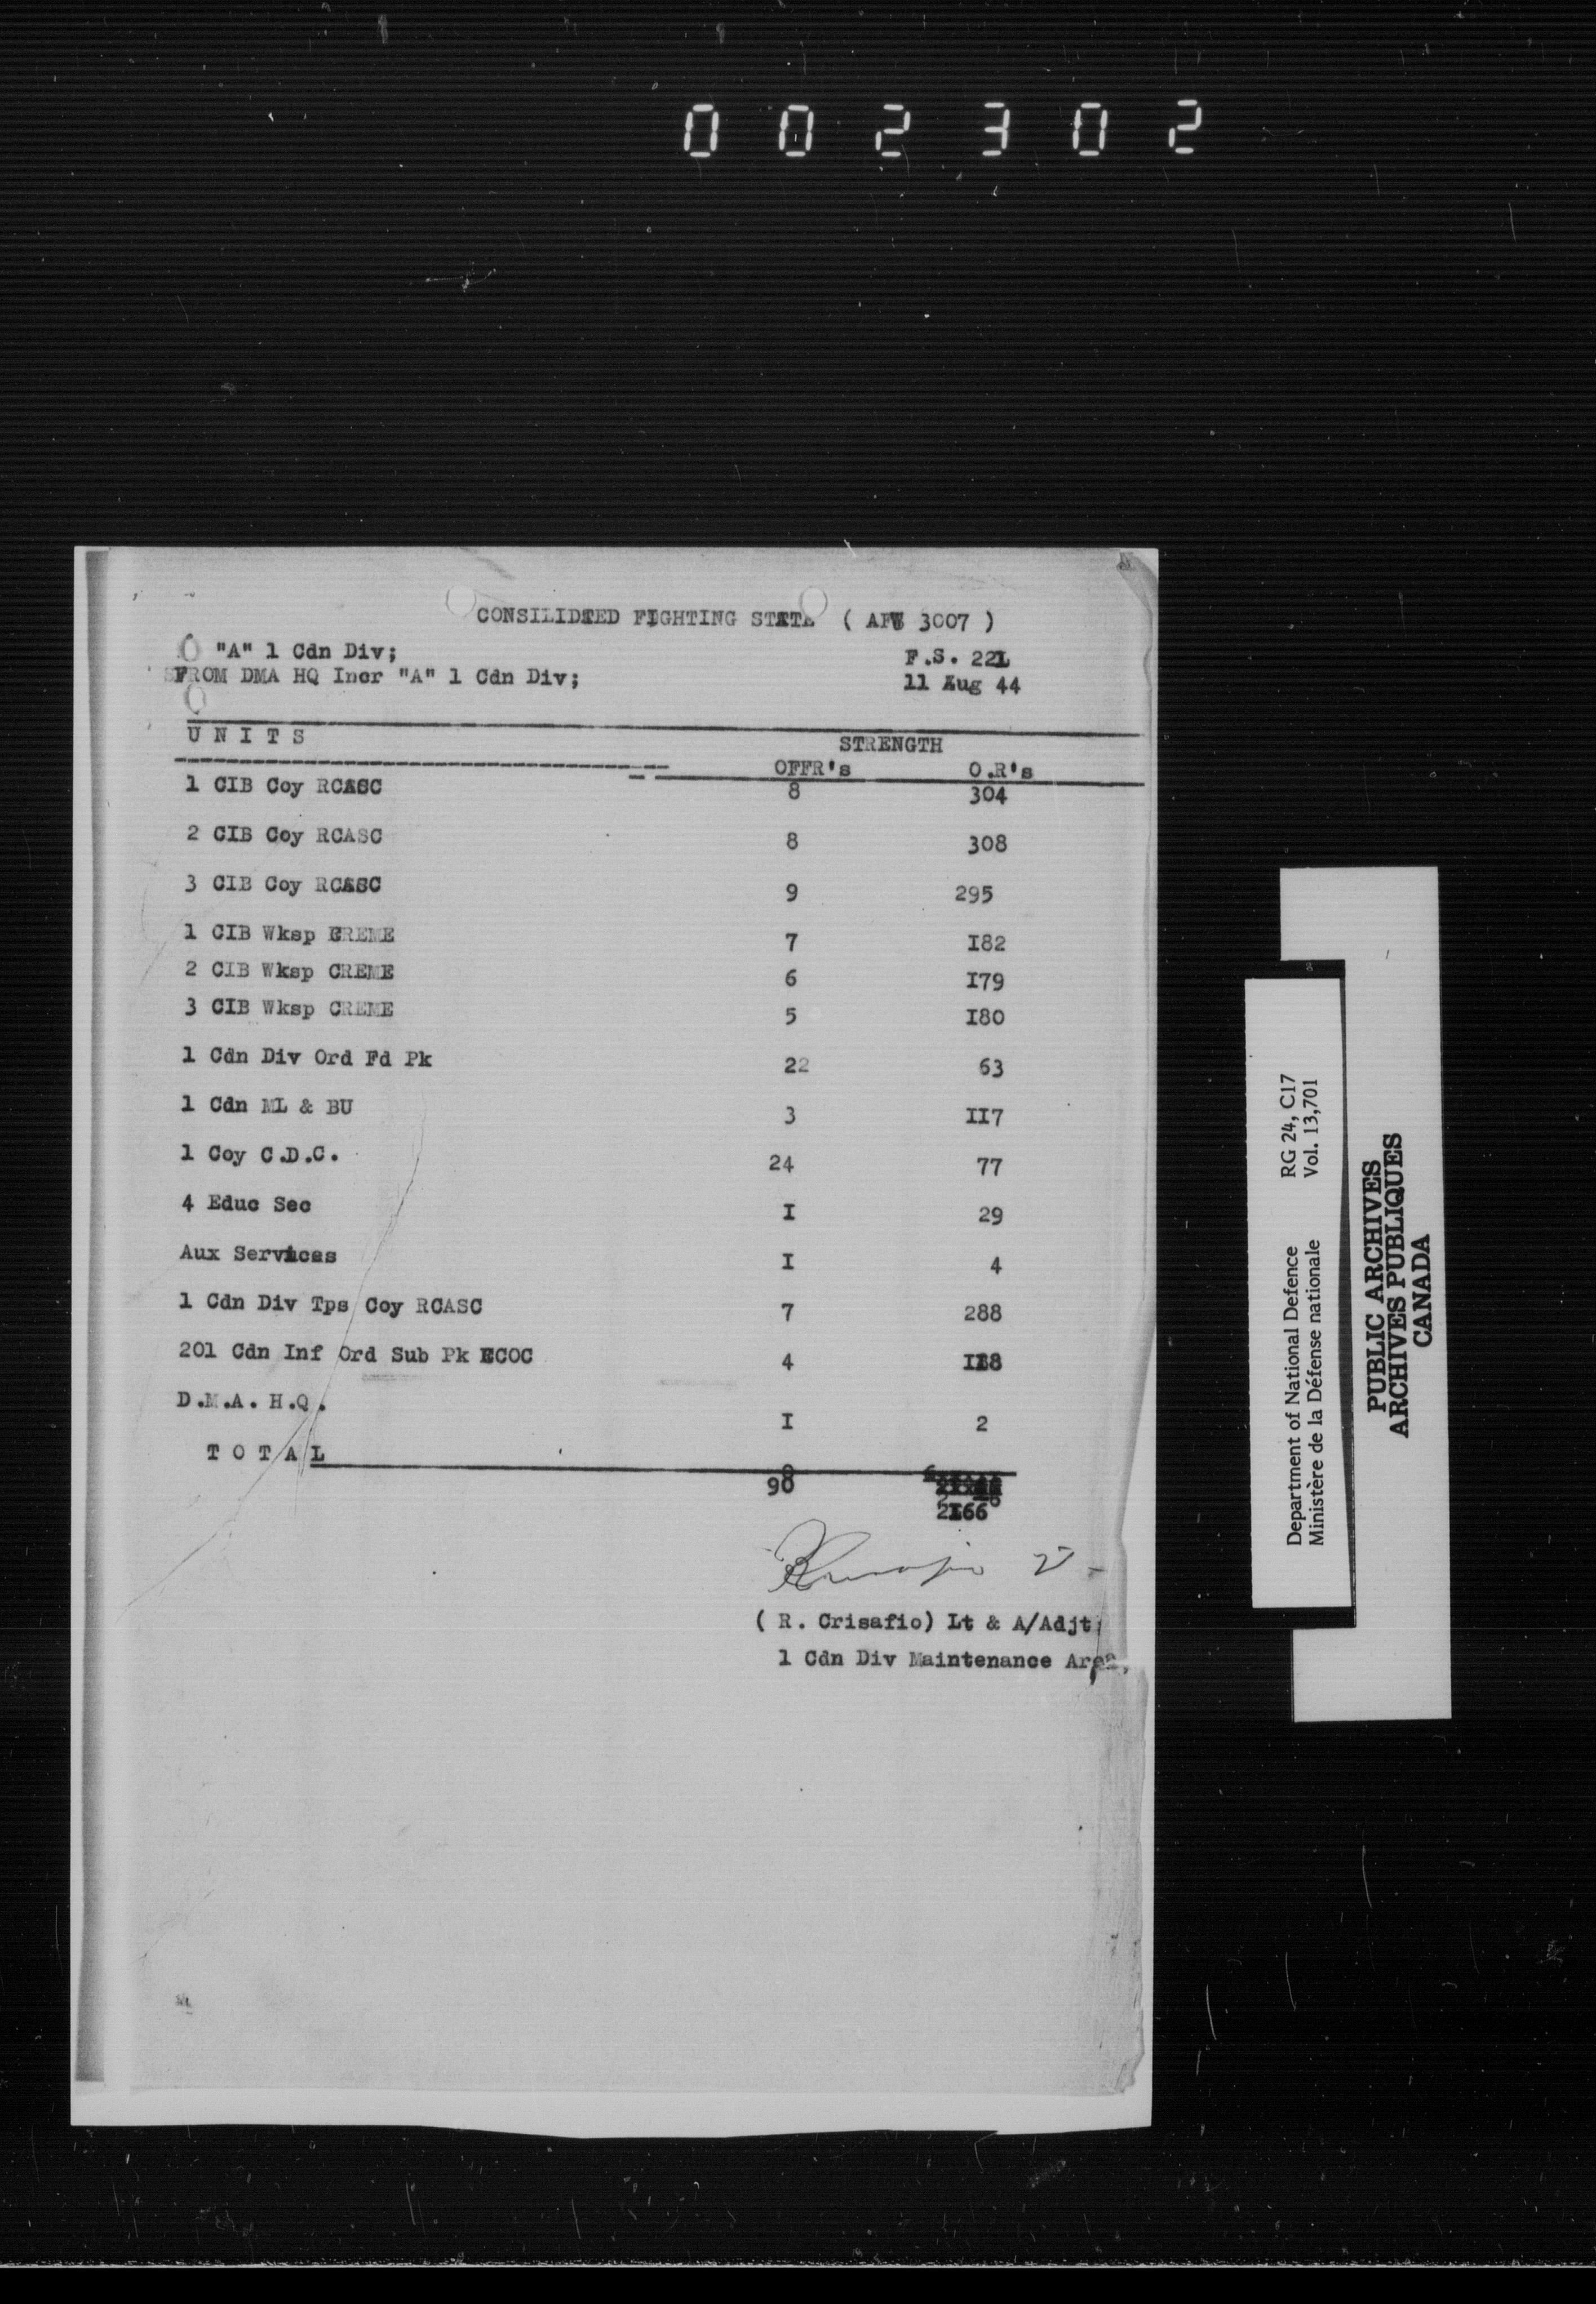 002302
CONSILIDTED FIGHTING STATE ( AFW 3007 )
"A" 1 Cdn Div;
FROM DMA HQ Incr "A" 1 Cdn Div;
F.S. 221
11 Aug 44
U N I T S
STRENGTH
OFFR's O.R's
1 CIB Coy RCASC 8 304
2 CIB Coy RCASC 8 308
3 CIB Coy RCASC 9 295
1 CIB Wksp CREME 7 I82
2 CIB Wksp CREME 6 I79
3 CIB Wksp CREME 5 I80
1 Cdn Div Ord Fd Pk 22 63
1 Cdn ML & BU 3 II7
1 Coy C.D.C. 24 77
4 Educ Sec I 29
Aux Services I 4
1 Cdn Div Tps Coy RCASC 7 288
201 Cdn Inf Ord Sub Pk 4
D.M.A. H.Q. I 2
T O T A L
2I66
( R. Crisafio) Lt & A/Adjt;
1 Cdn Div Maintenance Area,
Department of National Defence RG 24, C17
Ministère de la Défense nationale Vol. 13,701
PUBLIC ARCHIVES
ARCHIVES PUBLIQUES
CANADA